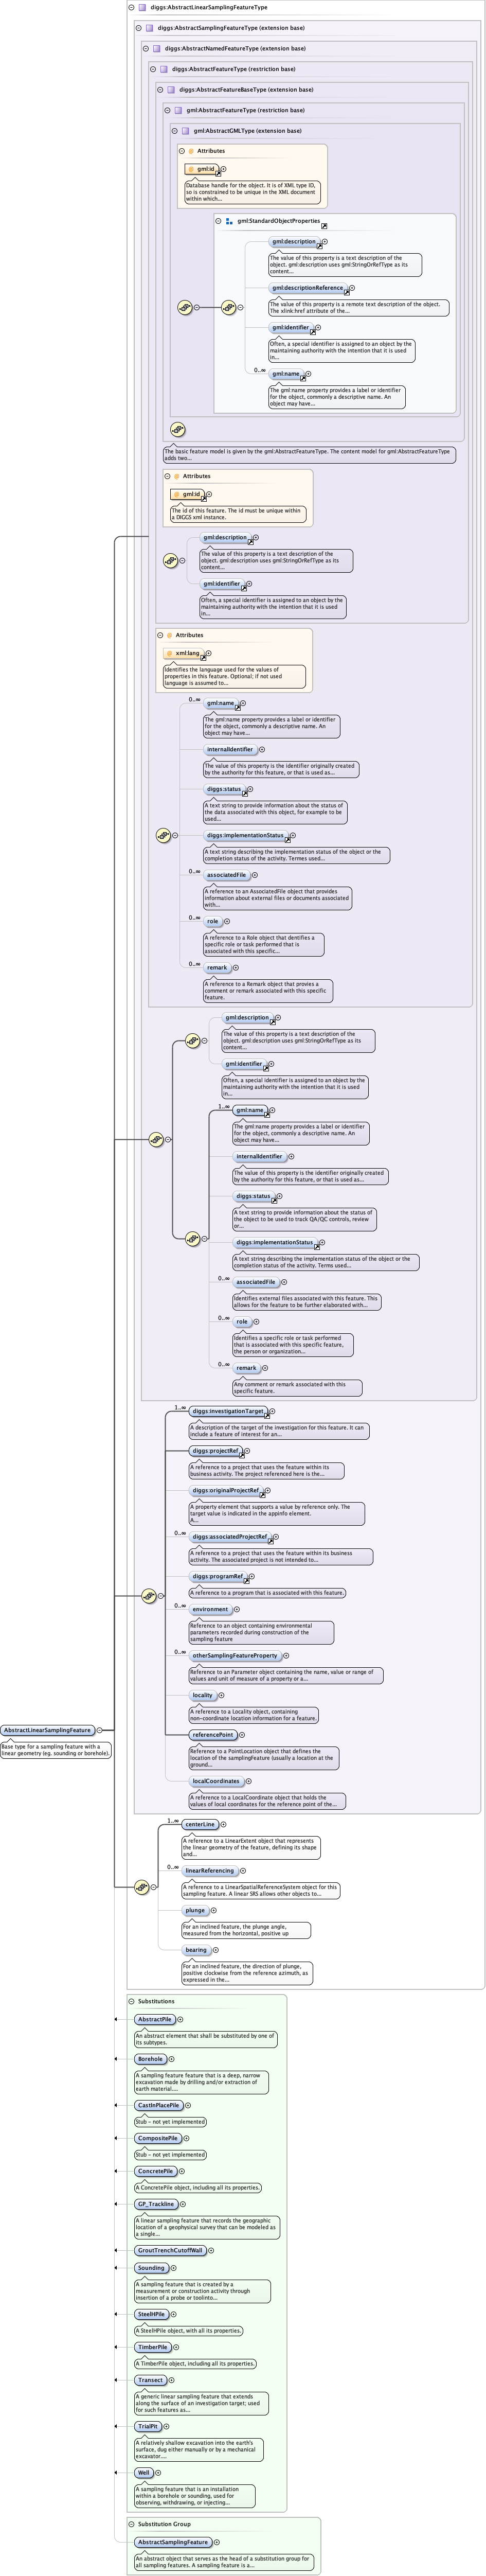 diggs:AbstractLinearSamplingFeatureType
diggs:AbstractSamplingFeatureType (extension base)
diggs:AbstractNamedFeatureType (extension base)
diggs:AbstractFeatureType (restriction base)
diggs:AbstractFeatureBaseType (extension base)
gml:AbstractFeatureType (restriction base)
gml:AbstractGMLType (extension base)
@ Attributes
@ gml:id
Database handle for the object. It is of XML type ID,
so is constrained to be unique in the XML document
within which...
gml:StandardObjectProperties
gml:description
The value of this property is a text description of the
object. gml:description uses gml:StringOrRefType as its
content...
gml:descriptionReference
The value of this property is a remote text description of the object.
The xlink:href attribute of the...
gml:identifier
Often, a special identifier is assigned to an object by the
maintaining authority with the intention that it is used
in...
0..∞
gml:name
The gml:name property provides a label or identifier
for the object, commonly a descriptive name. An
object may have...
The basic feature model is given by the gml:AbstractFeatureType. The content model for gml:AbstractFeatureType
adds two...
@ Attributes
@ gml:id
The id of this feature. The id must be unique within
a DIGGS xml instance.
gml:description
The value of this property is a text description of the
object. gml:description uses gml:StringOrRefType as its
content...
gml:identifier
Often, a special identifier is assigned to an object by the
maintaining authority with the intention that it is used
in...
@ Attributes
@ xml:lang
Identifies the language used for the values of
properties in this feature. Optional; if not used
language is assumed to...
0..∞
gml:name
The gml:name property provides a label or identifier
for the object, commonly a descriptive name. An
object may have...
internalIdentifier
The value of this property is the identifier originally created
by the authority for this feature, or that is used as...
0..∞
diggs:status
A text string to provide information about the status of
the data associated with this object, for example to be
used...
diggs:implementationStatus
A text string describing the implementation status of the object or the
completion status of the activity. Termes used...
0..∞
associatedFile
A reference to an AssociatedFile object that provides
information about external files or documents associated
with...
0..∞
role
A reference to a Role object that dentifies a
specific role or task performed that is
associated with this specific...
0..∞
remark
A reference to a Remark object that provies a
comment or remark associated with this specific
feature.
gml:description
The value of this property is a text description of the
object. gml:description uses gml:StringOrRefType as its
content...
gml:identifier
Often, a special identifier is assigned to an object by the
maintaining authority with the intention that it is used
in...
1..∞
gml:name
The gml:name property provides a label or identifier
for the object, commonly a descriptive name. An
object may have...
internalIdentifier
The value of this property is the identifier originally created
by the authority for this feature, or that is used as...
diggs:status
A text string to provide information about the status of
the object to be used to track QA/QC controls, review
or...
diggs:implementationStatus
A text string describing the implementation status of the object or the
completion status of the activity. Terms used...
0..∞
associatedFile
Identifies external files associated with this feature. This
allows for the feature to be further elaborated with...
0..∞
role
Identifies a specific role or task performed
that is associated with this specific feature,
the person or organization...
0..∞
remark
Any comment or remark associated with this
specific feature.
1..∞
diggs:investigationTarget
A description of the target of the investigation for this feature. It can
include a feature of interest for an...
diggs:projectRef
A reference to a project that uses the feature within its
business activity. The project referenced here is the...
diggs:originalProjectRef
A property element that supports a value by reference only. The
target value is indicated in the appinfo element.
A...
0..∞
diggs:associatedProjectRef
A reference to a project that uses the feature within its business
activity. The associated project is not intended to...
diggs:programRef
A reference to a program that is associated with this feature.
0..∞
environment
Reference to an object containing environmental
parameters recorded during construction of the
sampling feature
0..∞
otherSamplingFeatureProperty
Reference to an Parameter object containing the name, value or range of
values and unit of measure of a property or a...
locality
A reference to a Locality object, containing
non-coordinate location information for a feature.
AbstractLinearSamplingFeature
Base type for a sampling feature with a
linear geometry (eg. sounding or borehole).
referencePoint
Reference to a PointLocation object that defines the
location of the samplingFeature (usually a location at the
ground...
localCoordinates
A reference to a LocalCoordinate object that holds the
values of local coordinates for the reference point of the...
1..∞
centerLine
A reference to a LinearExtent object that represents
the linear geometry of the feature, defining its shape
and...
0..∞
linearReferencing
A reference to a LinearSpatialReferenceSystem object for this
sampling feature. A linear SRS allows other objects to...
plunge
For an inclined feature, the plunge angle,
measured from the horizontal, positive up
bearing
For an inclined feature, the direction of plunge,
positive clockwise from the reference azimuth, as
expressed in the...
Substitutions
AbstractPile
An abstract element that shall be substituted by one of
its subtypes.
Borehole
A sampling feature feature that is a deep, narrow
excavation made by drilling and/or extraction of
earth material....
CastInPlacePile
Stub - not yet implemented
CompositePile
Stub - not yet implemented
ConcretePile
A ConcretePile object, including all its properties.
GP_Trackline
A linear sampling feature that records the geographic
location of a geophysical survey that can be modeled as
a single...
GroutTrenchCutoffWall
Sounding
A sampling feature that is created by a
measurement or construction activity through
insertion of a probe or toolinto...
SteelHPile
A SteelHPile object, with all its properties.
TimberPile
A TimberPile object, including all its properties.
Transect
A generic linear sampling feature that extends
along the surface of an investigation target; used
for such features as...
TrialPit
A relatively shallow excavation into the earth's
surface, dug either manually or by a mechanical
excavator....
Well
A sampling feature that is an installation
within a borehole or sounding, used for
observing, withdrawing, or injecting...
Substitution Group
AbstractSamplingFeature
An abstract object that serves as the head of a substitution group for
all sampling features. A sampling feature is a...